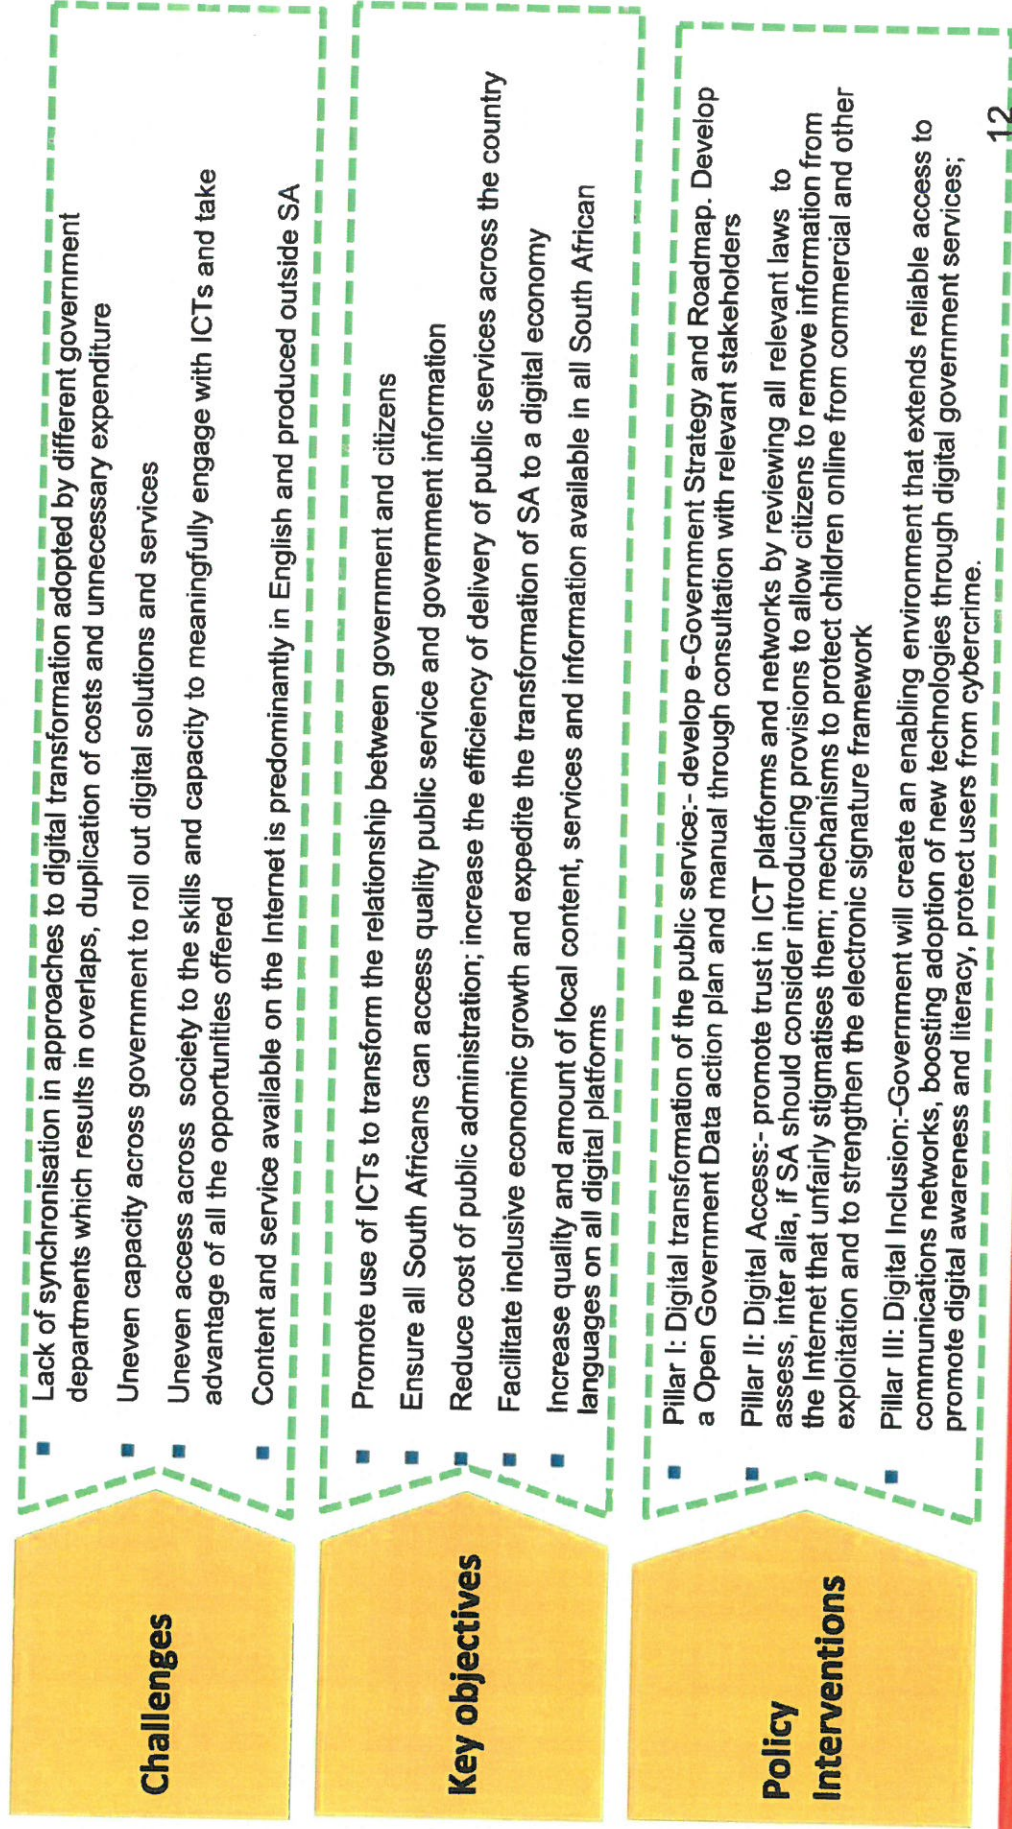 Challenges
Lack of synchronisation in approaches to digital transformation adopted by different government
departments which results in overlaps, duplication of costs and unnecessary expenditure
Uneven capacity across government to roll out digital solutions and services
Uneven access across society to the skills and capacity to meaningfully engage with ICTs and take
advantage of all the opportunities offered
Content and service available on the Internet is predominantly in English and produced outside SA
Key objectives
Promote use of ICTs to transform the relationship between government and citizens
Ensure all South Africans can access quality public service and government information
Reduce cost of public administration; increase the efficiency of delivery of public services across the country
Facilitate inclusive economic growth and expedite the transformation of SA to a digital economy
Increase quality and amount of local content, services and information available in all South African
languages on all digital platforms
Policy
Interventions
Pillar I: Digital transformation of the public service:- develop e-Government Strategy and Roadmap. Develop
a Open Government Data action plan and manual through consultation with relevant stakeholders
Pillar II: Digital Access:- promote trust in ICT platforms and networks by reviewing all relevant laws to
assess, inter alia, if SA should consider introducing provisions to allow citizens to remove information from
the Internet that unfairly stigmatises them; mechanisms to protect children online from commercial and other
exploitation and to strengthen the electronic signature framework
Pillar III: Digital Inclusion:-Government will create an enabling environment that extends reliable access to
communications networks, boosting adoption of new technologies through digital government services;
promote digital awareness and literacy, protect users from cybercrime.
12